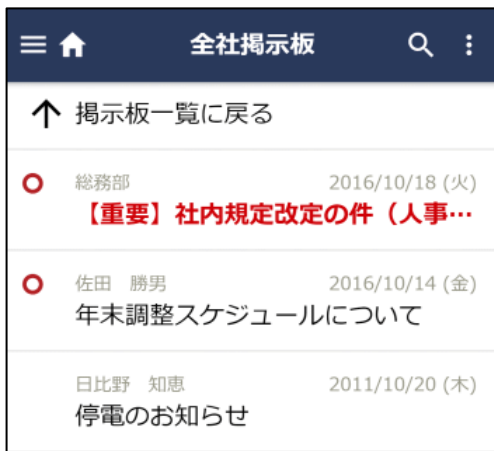 全社掲示板
掲示板一覧に戻る
総務部 2016/10/18 (火)
【重要】社内規定改定の件（人事…
佐田　勝男 2016/10/14 (金)
年末調整スケジュールについて
日比野　知恵 2011/10/20 (木)
停電のお知らせ